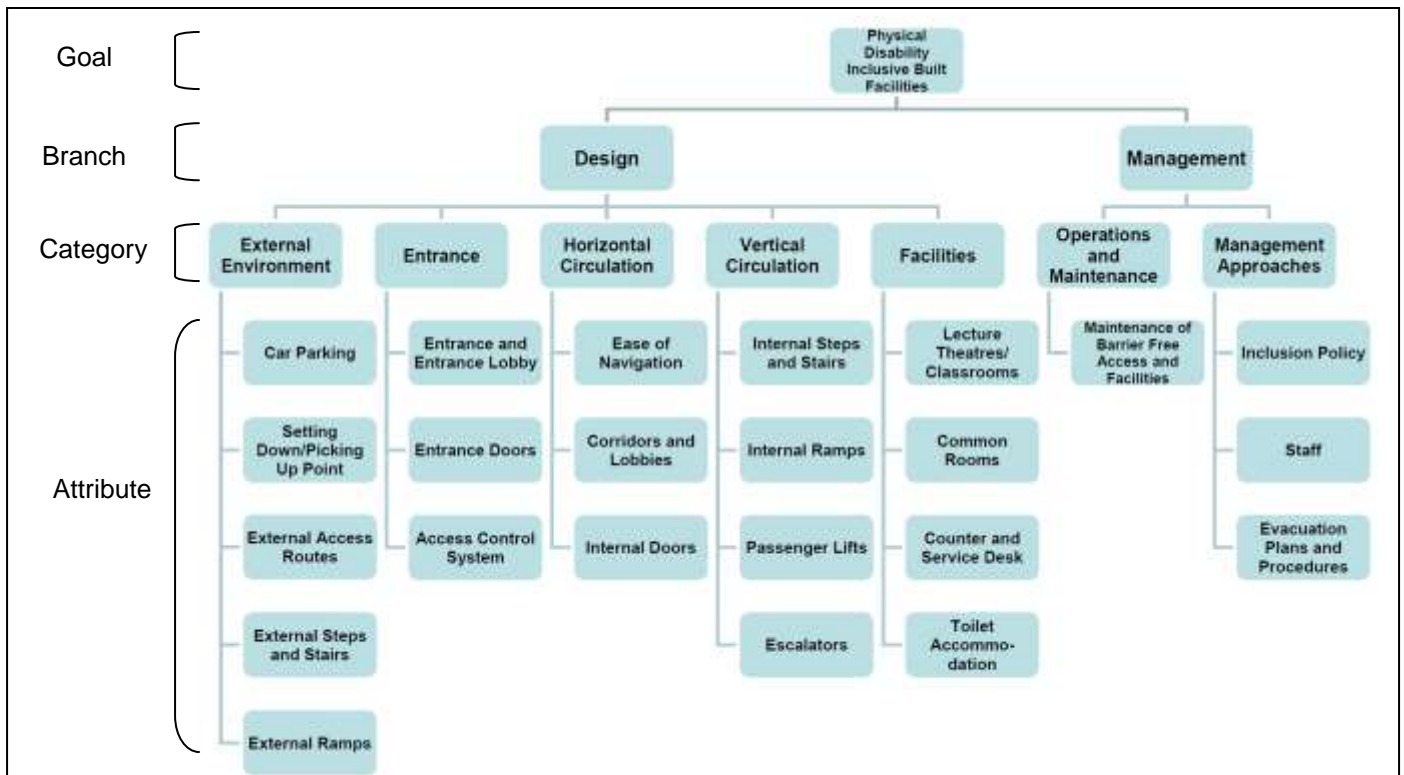 Goal
Physical
Disability
Inclusive Built
Facilities
Branch
Design
Management
Category
External
Environment
Entrance
Horizontal
Circulation
Vertical
Circulation
Facilities
Operations
and
Maintenance
Management
Approaches
Attribute
Car Parking
Setting
Down/Picking
Up Point
External Access
Routes
External Steps
and Stairs
External Ramps
Entrance and
Entrance Lobby
Entrance Doors
Access Control
System
Ease of
Navigation
Corridors and
Lobbies
Internal Doors
Internal Steps
and Stairs
Internal Ramps
Passenger Lifts
Escalators
Lecture
Theatres/
Classrooms
Common
Rooms
Counter and
Service Desk
Toilet
Accommo-
dation
Maintenance of
Barrier Free
Access and
Facilities
Inclusion Policy
Staff
Evacuation
Plans and
Procedures